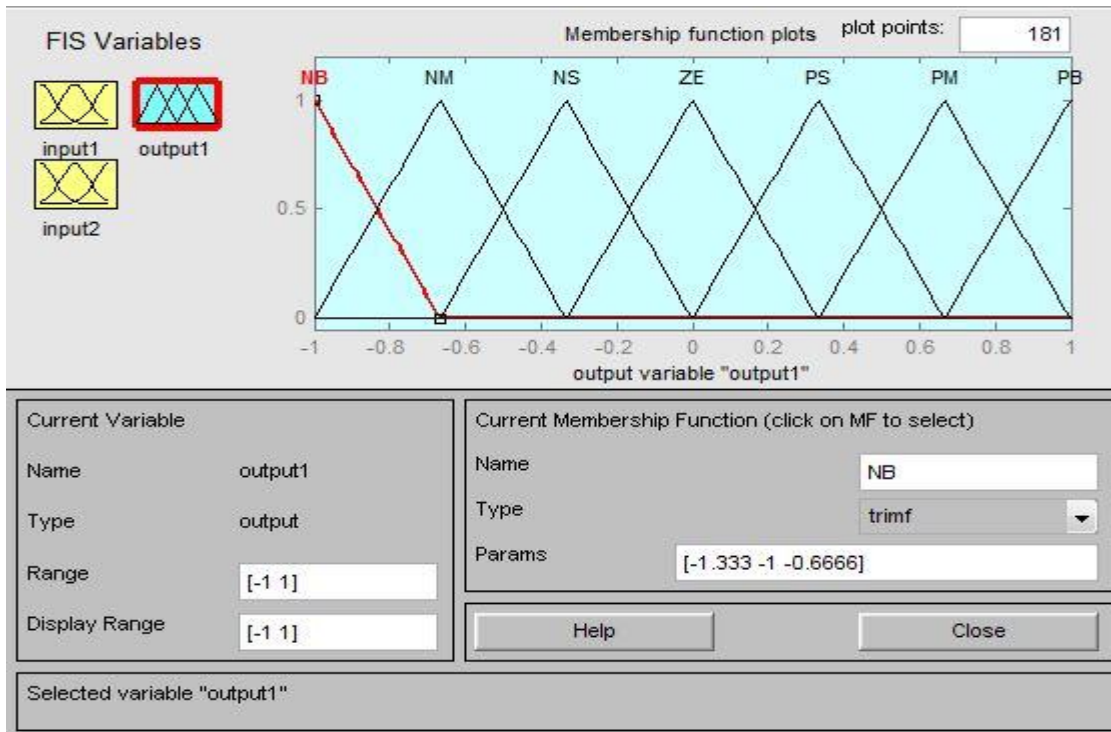 FIS Variables
Membership function plots plot points: 181
NB NM NS ZE PS PM PB
1
0.5
0
input1 output1
input2
-1 -0.8 -0.6 -0.4 -0.2 0 0.2 0.4 0.6 0.8 1
output variable "output1"
Current Variable
Name output1
Type output
Range [-1 1]
Display Range [-1 1]
Current Membership Function (click on MF to select)
Name NB
Type trimf
Params [-1.333 -1 -0.6666]
Help Close
Selected variable "output1"